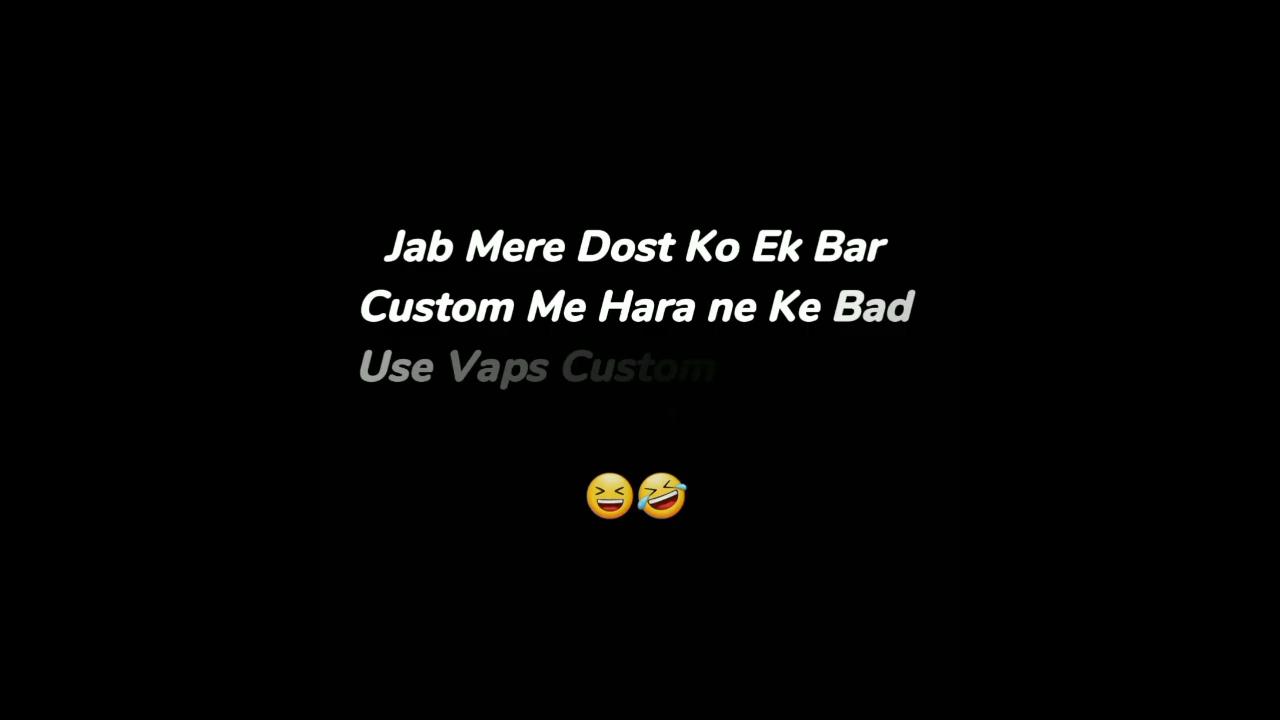 Jab Mere Dost Ko Ek Bar
Custom Me Hara ne Ke Bad
Use Vaps Custom
😆🤣